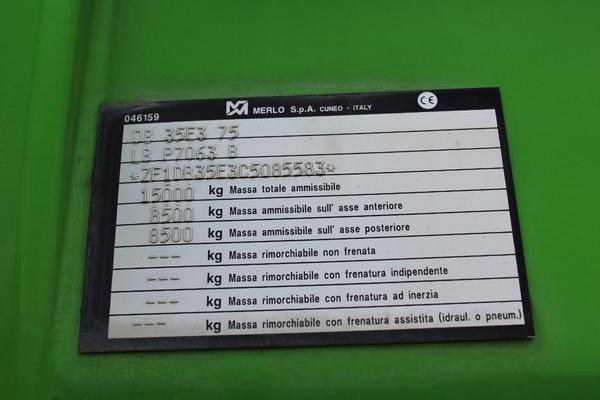 046159 MERLO S.p.A. CUNEO - ITALY CE
DB 35E3 75
LB P7063 B
*ZF1DB35E3C5085583*
15000 kg Massa totale ammissibile
8500 kg Massa ammissibile sull' asse anteriore
8500 kg Massa ammissibile sull' asse posteriore
--- kg Massa rimorchiabile non frenata
--- kg Massa rimorchiabile con frenatura indipendente
--- kg Massa rimorchiabile con frenatura ad inerzia
--- kg Massa rimorchiabile con frenatura assistita (idraul. o pneum.)